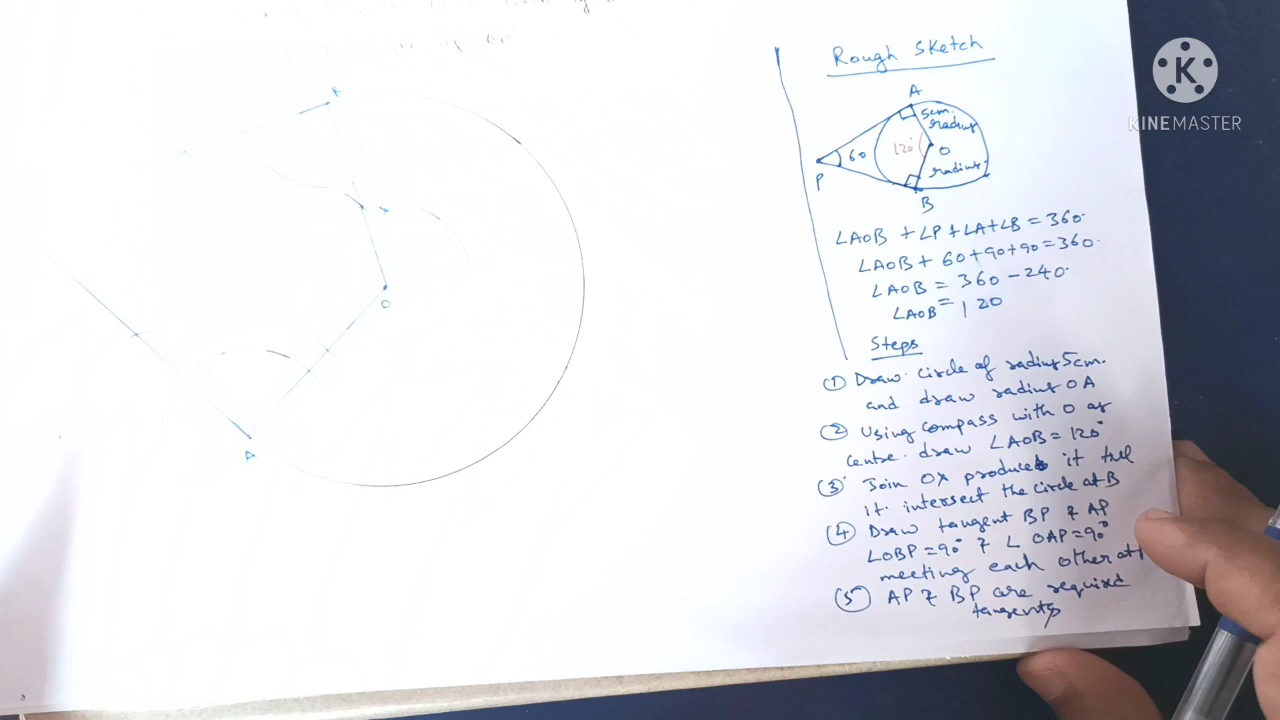 Rough Sketch
A
5cm.
radius
60
120°
O
P
radius
B
∠AOB + ∠P + ∠A + ∠B = 360.
∠AOB + 60 + 90 + 90 = 360.
∠AOB = 360 - 240.
∠AOB = 120
Steps
① Draw circle of radius 5cm.
and draw radius OA
② Using compass with O as
centre. draw ∠AOB = 120°
③ Join OX produce it till
it intersect the circle at B
④ Draw tangent BP & AP
∠OBP = 90° & ∠OAP = 90°
meeting each other at
⑤ AP & BP are required
tangents
O
A
K
KINEMASTER